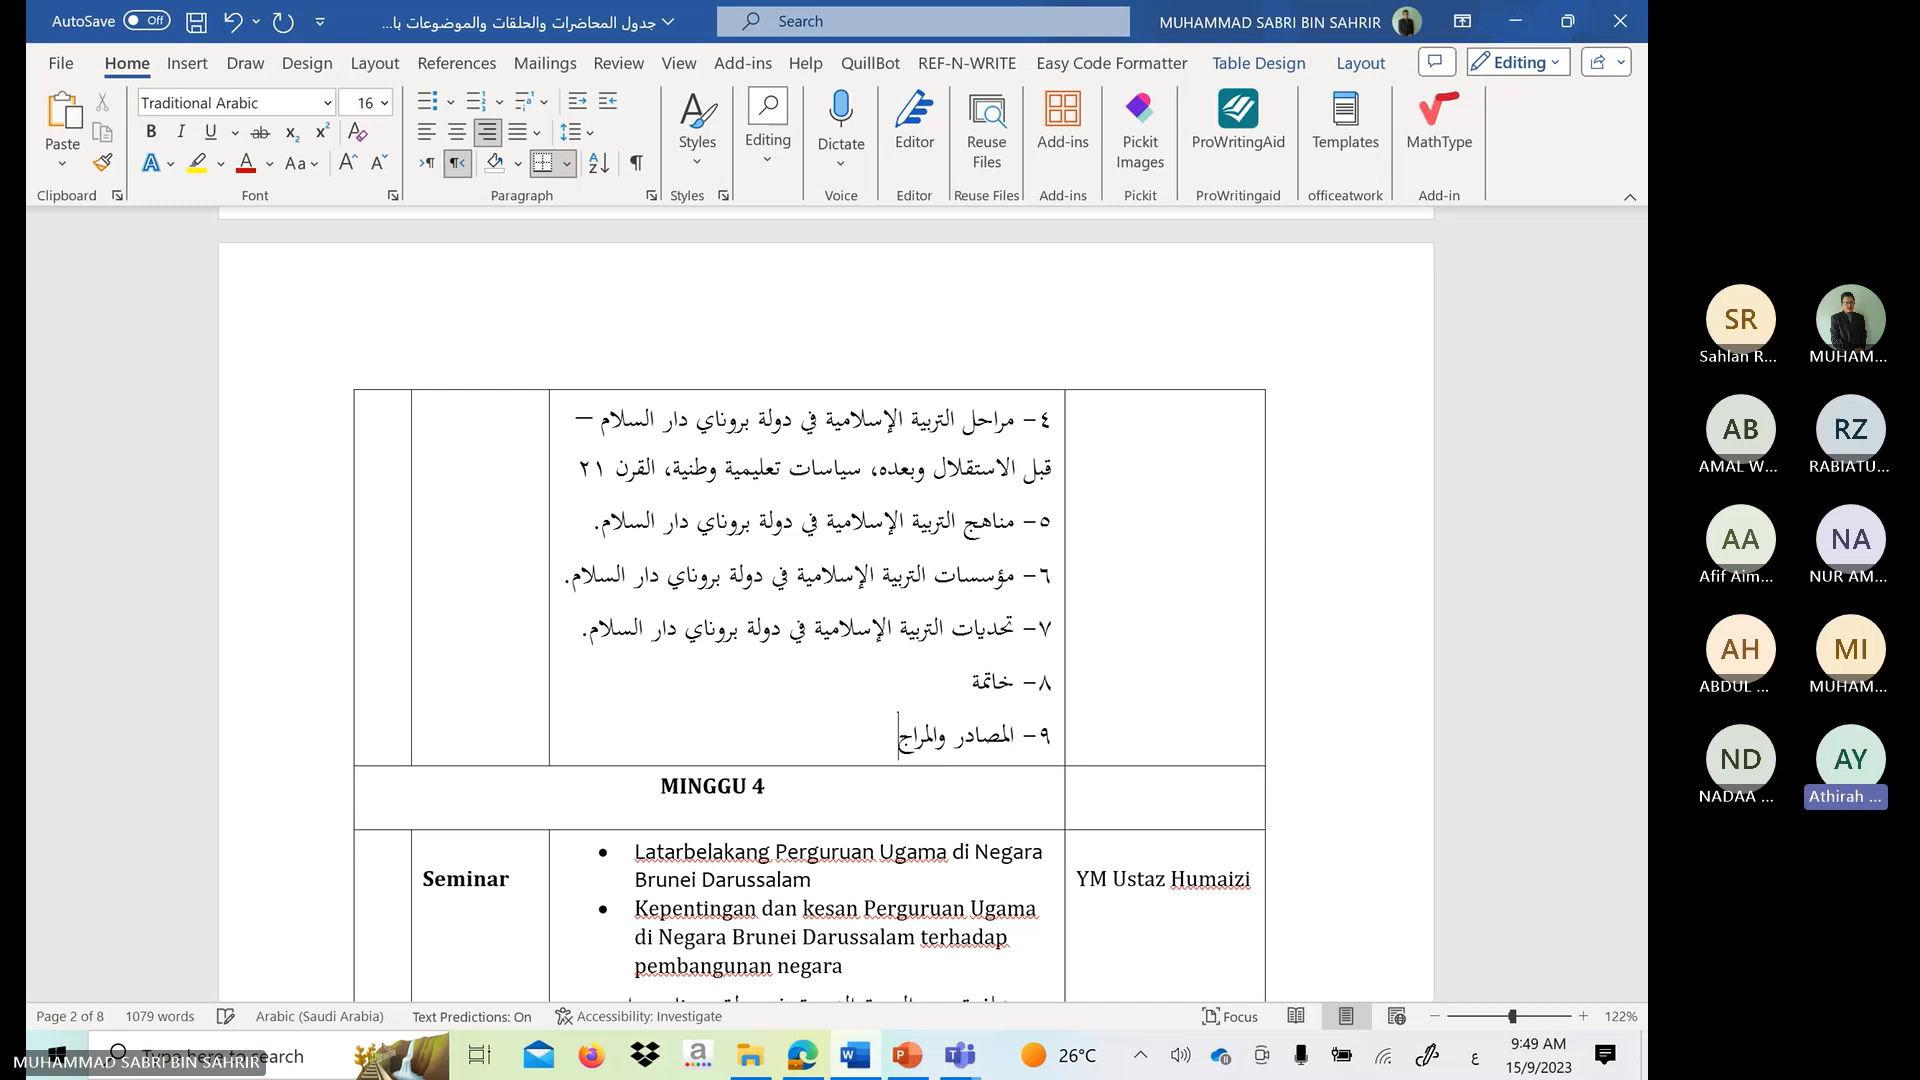 AutoSave Off
جدول المحاضرات والحلقات والموضوعات با...
Search
MUHAMMAD SABRI BIN SAHRIR
File Home Insert Draw Design Layout References Mailings Review View Add-ins Help QuillBot REF-N-WRITE Easy Code Formatter Table Design Layout Editing
Traditional Arabic 16
Paste
Styles
Editing
Dictate
Editor
Reuse Files
Add-ins
Pickit Images
ProWritingAid
Templates
MathType
Clipboard Font Paragraph Styles Voice Editor Reuse Files Add-ins Pickit ProWritingaid officeatwork Add-in
٤- مراحل التربية الإسلامية في دولة بروناي دار السلام –
قبل الاستقلال وبعده، سياسات تعليمية وطنية، القرن ٢١
٥- مناهج التربية الإسلامية في دولة بروناي دار السلام.
٦- مؤسسات التربية الإسلامية في دولة بروناي دار السلام.
٧- تحديات التربية الإسلامية في دولة بروناي دار السلام.
٨- خاتمة
٩- المصادر والمراج
MINGGU 4
Seminar
• Latarbelakang Perguruan Ugama di Negara
Brunei Darussalam
• Kepentingan dan kesan Perguruan Ugama
di Negara Brunei Darussalam terhadap
pembangunan negara
YM Ustaz Humaizi
SR
Sahlan R...
MUHAM...
AB
AMAL W...
RZ
RABIATU...
AA
Afif Aim...
NA
NUR AM...
AH
ABDUL ...
MI
MUHAM...
ND
NADAA ...
AY
Athirah ...
Page 2 of 8 1079 words Arabic (Saudi Arabia) Text Predictions: On Accessibility: Investigate Focus 122%
Type here to search
MUHAMMAD SABRI BIN SAHRIR
26°C
ع
9:49 AM
15/9/2023